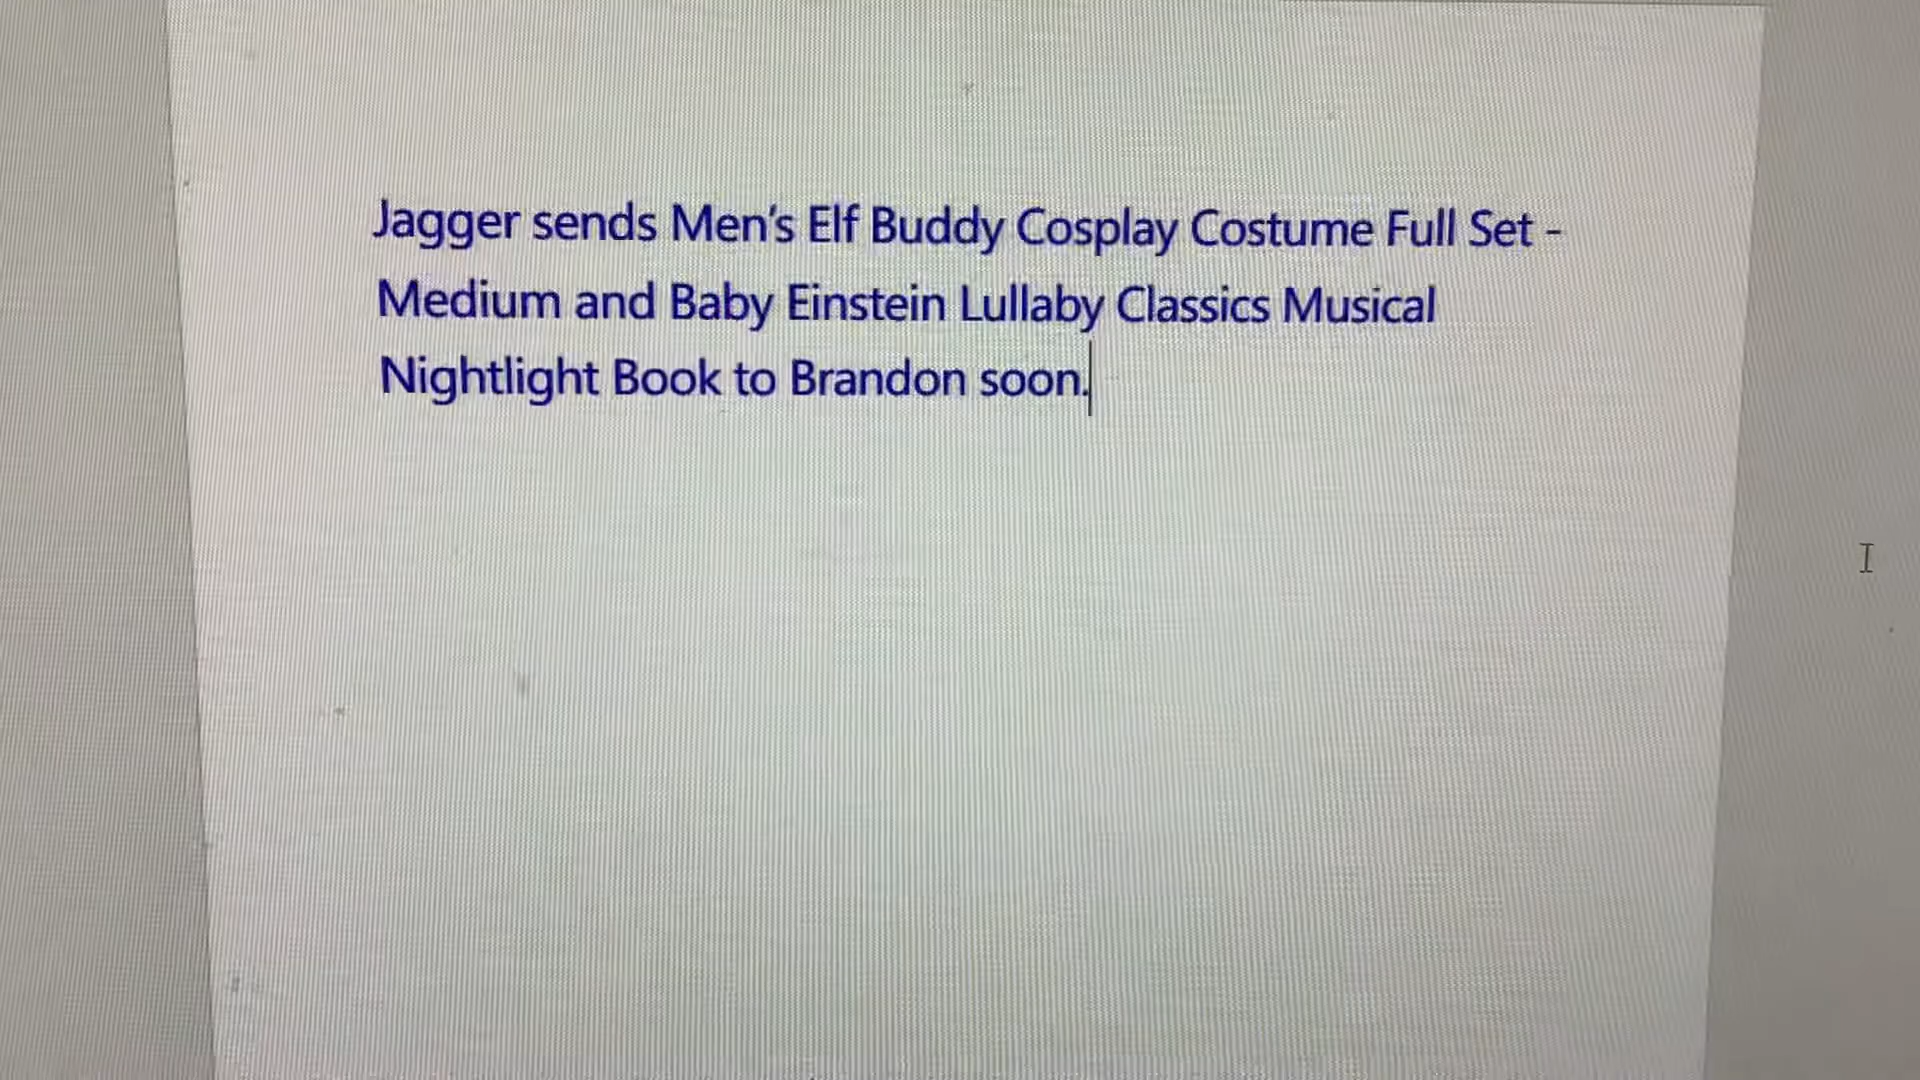 Jagger sends Men's Elf Buddy Cosplay Costume Full Set -
Medium and Baby Einstein Lullaby Classics Musical
Nightlight Book to Brandon soon.